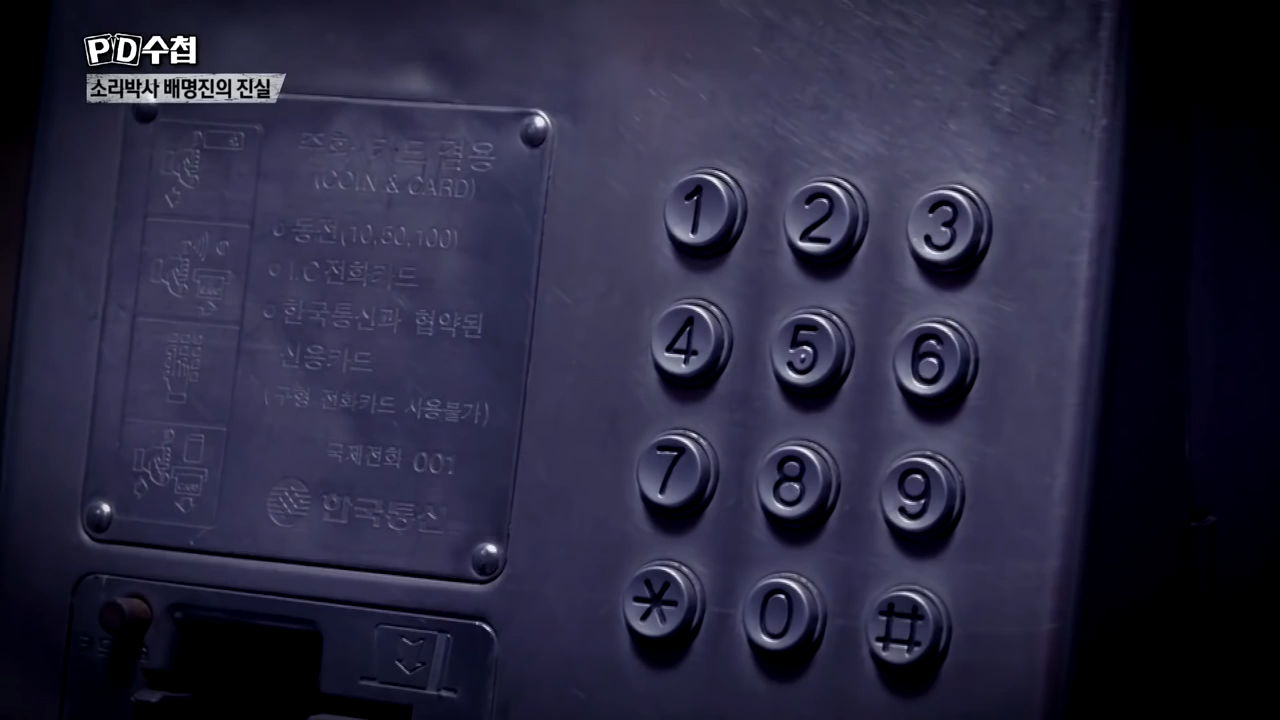 PD수첩
소리박사 배명진의 진실
주화/카드 겸용
(COIN & CARD)
동전(10,50,100)
I.C 전화카드
한국통신과 협약된
신용카드
(구형 전화카드 사용불가)
국제전화 001
한국통신
1 2 3
4 5 6
7 8 9
* 0 #